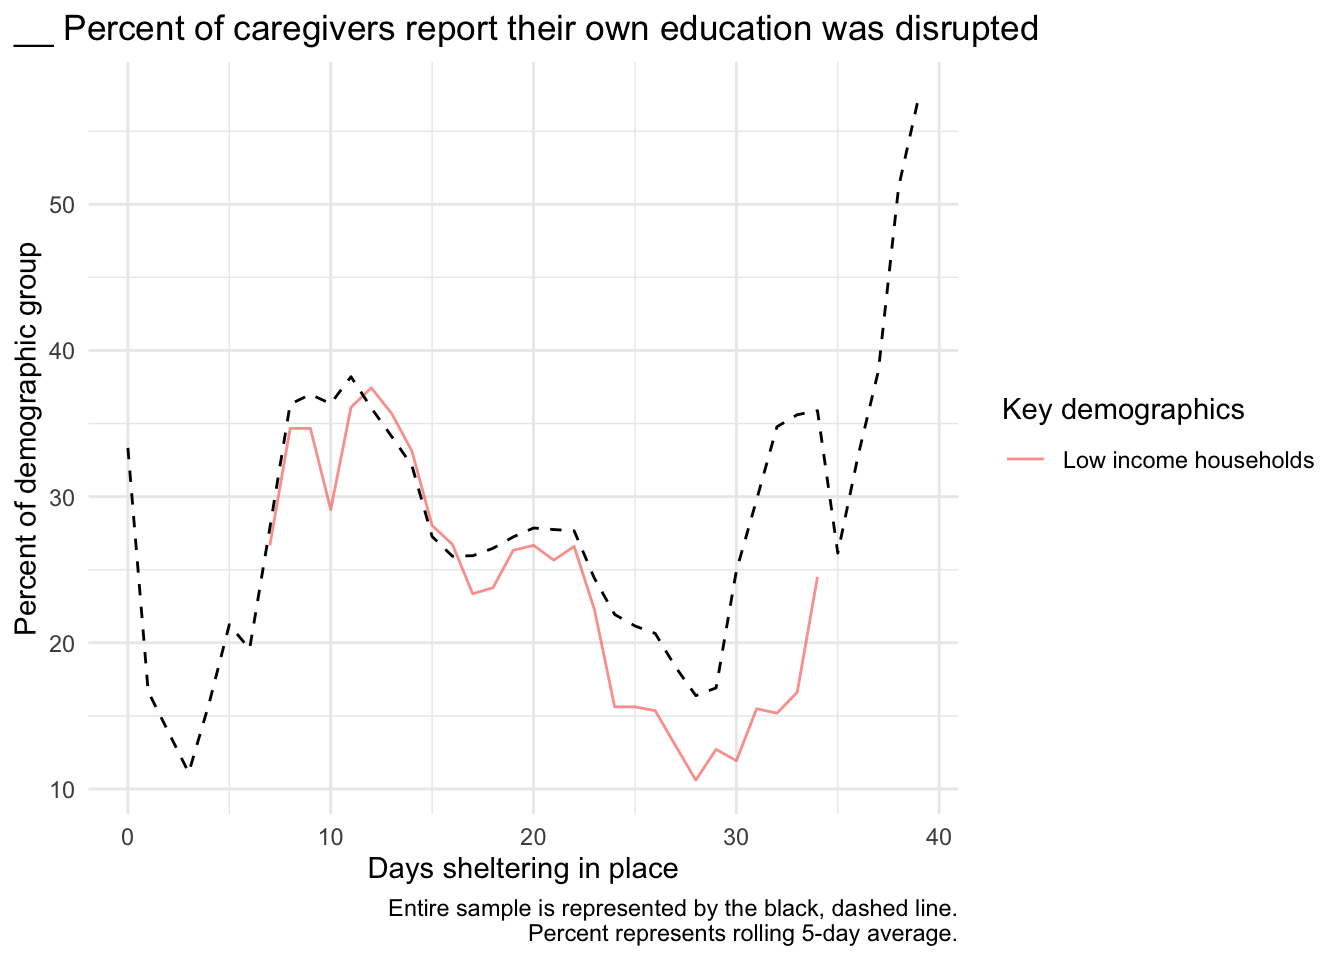 __ Percent of caregivers report their own education was disrupted
Percent of demographic group
50
40
30
20
10
0 10 20 30 40
Days sheltering in place
Key demographics
Low income households
Entire sample is represented by the black, dashed line.
Percent represents rolling 5-day average.